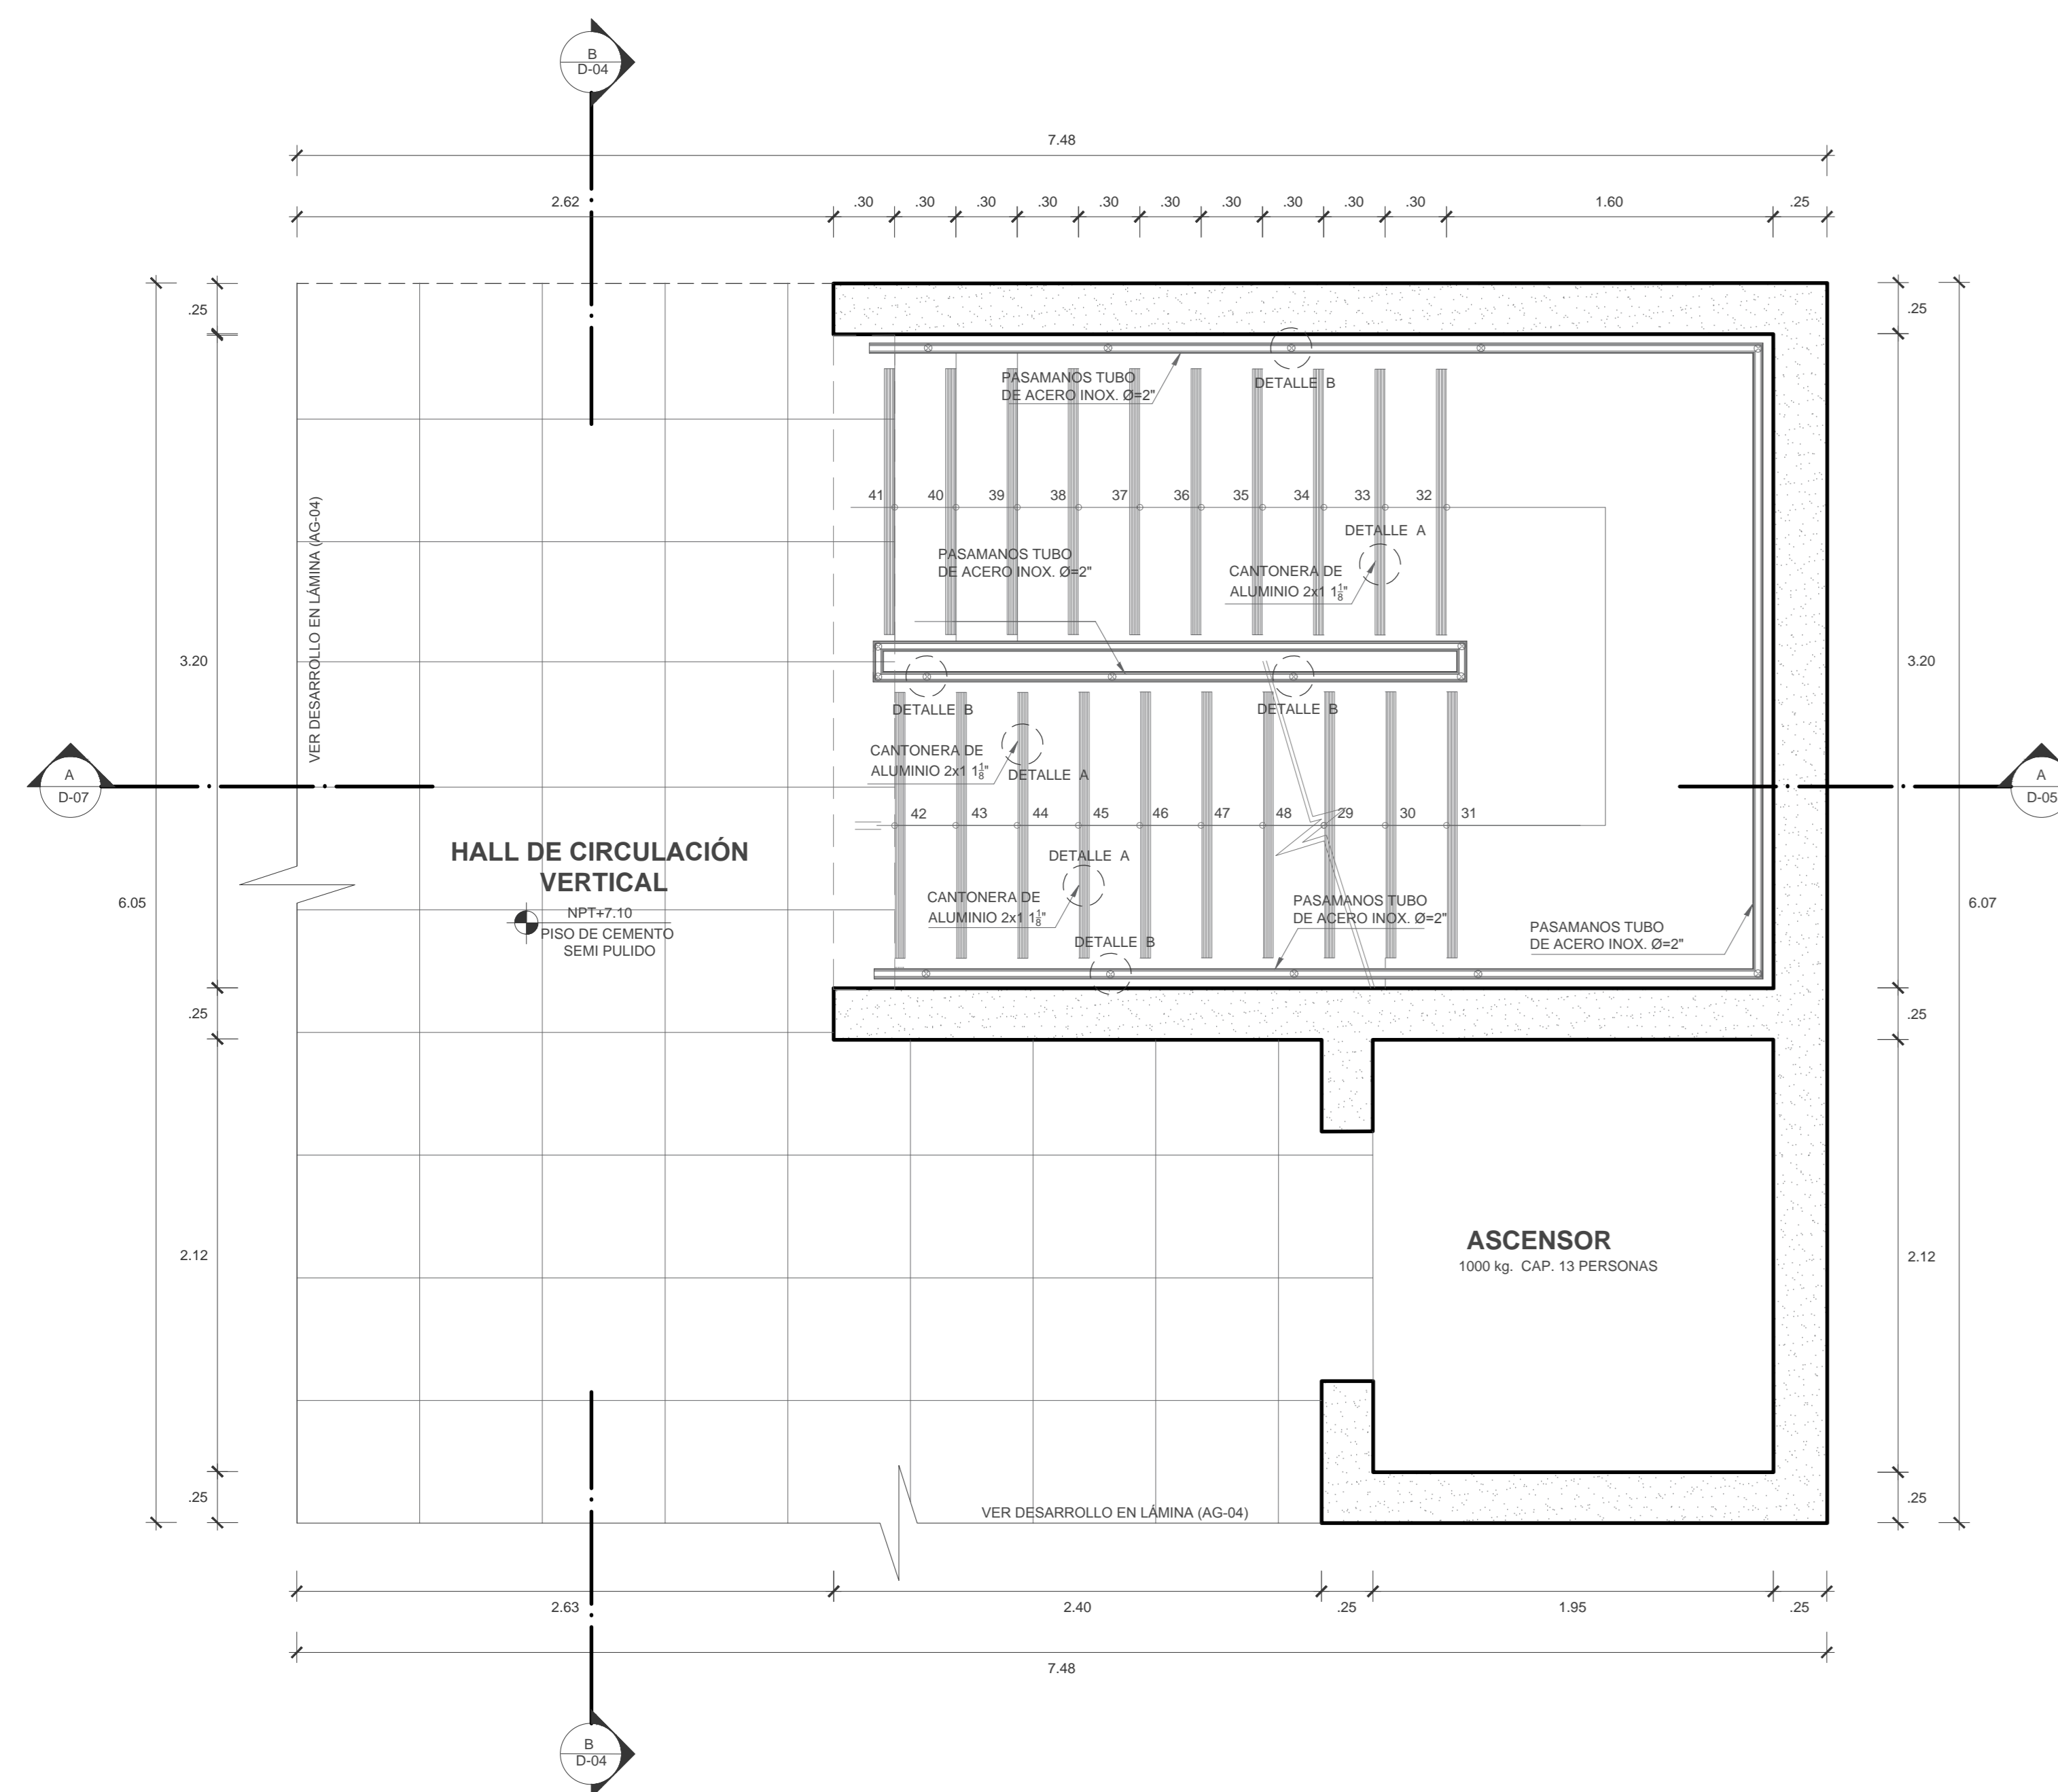 B
D-04
7.48
2.62
.30
.30
.30
.30
.30
.30
.30
.30
.30
.30
1.60
.25
.25
.25
PASAMANOS TUBO
DE ACERO INOX. Ø=2"
DETALLE B
41
40
39
38
37
36
35
34
33
32
DETALLE A
VER DESARROLLO EN LÁMINA (AG-04)
PASAMANOS TUBO
DE ACERO INOX. Ø=2"
CANTONERA DE
ALUMINIO 2x1 1⅛"
3.20
3.20
DETALLE B
DETALLE B
CANTONERA DE
ALUMINIO 2x1 1⅛"
DETALLE A
A
D-07
A
D-05
42
43
44
45
46
47
48
29
30
31
HALL DE CIRCULACIÓN
VERTICAL
DETALLE A
6.05
6.07
CANTONERA DE
ALUMINIO 2x1 1⅛"
PASAMANOS TUBO
DE ACERO INOX. Ø=2"
NPT+7.10
PISO DE CEMENTO
SEMI PULIDO
PASAMANOS TUBO
DE ACERO INOX. Ø=2"
DETALLE B
.25
.25
ASCENSOR
1000 kg. CAP. 13 PERSONAS
2.12
2.12
.25
.25
VER DESARROLLO EN LÁMINA (AG-04)
2.63
2.40
.25
1.95
.25
7.48
B
D-04